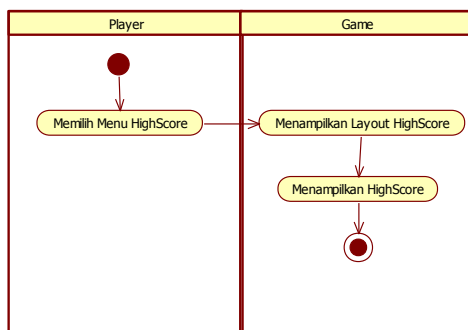 Player
Game
Memilih Menu HighScore
Menampilkan Layout HighScore
Menampilkan HighScore